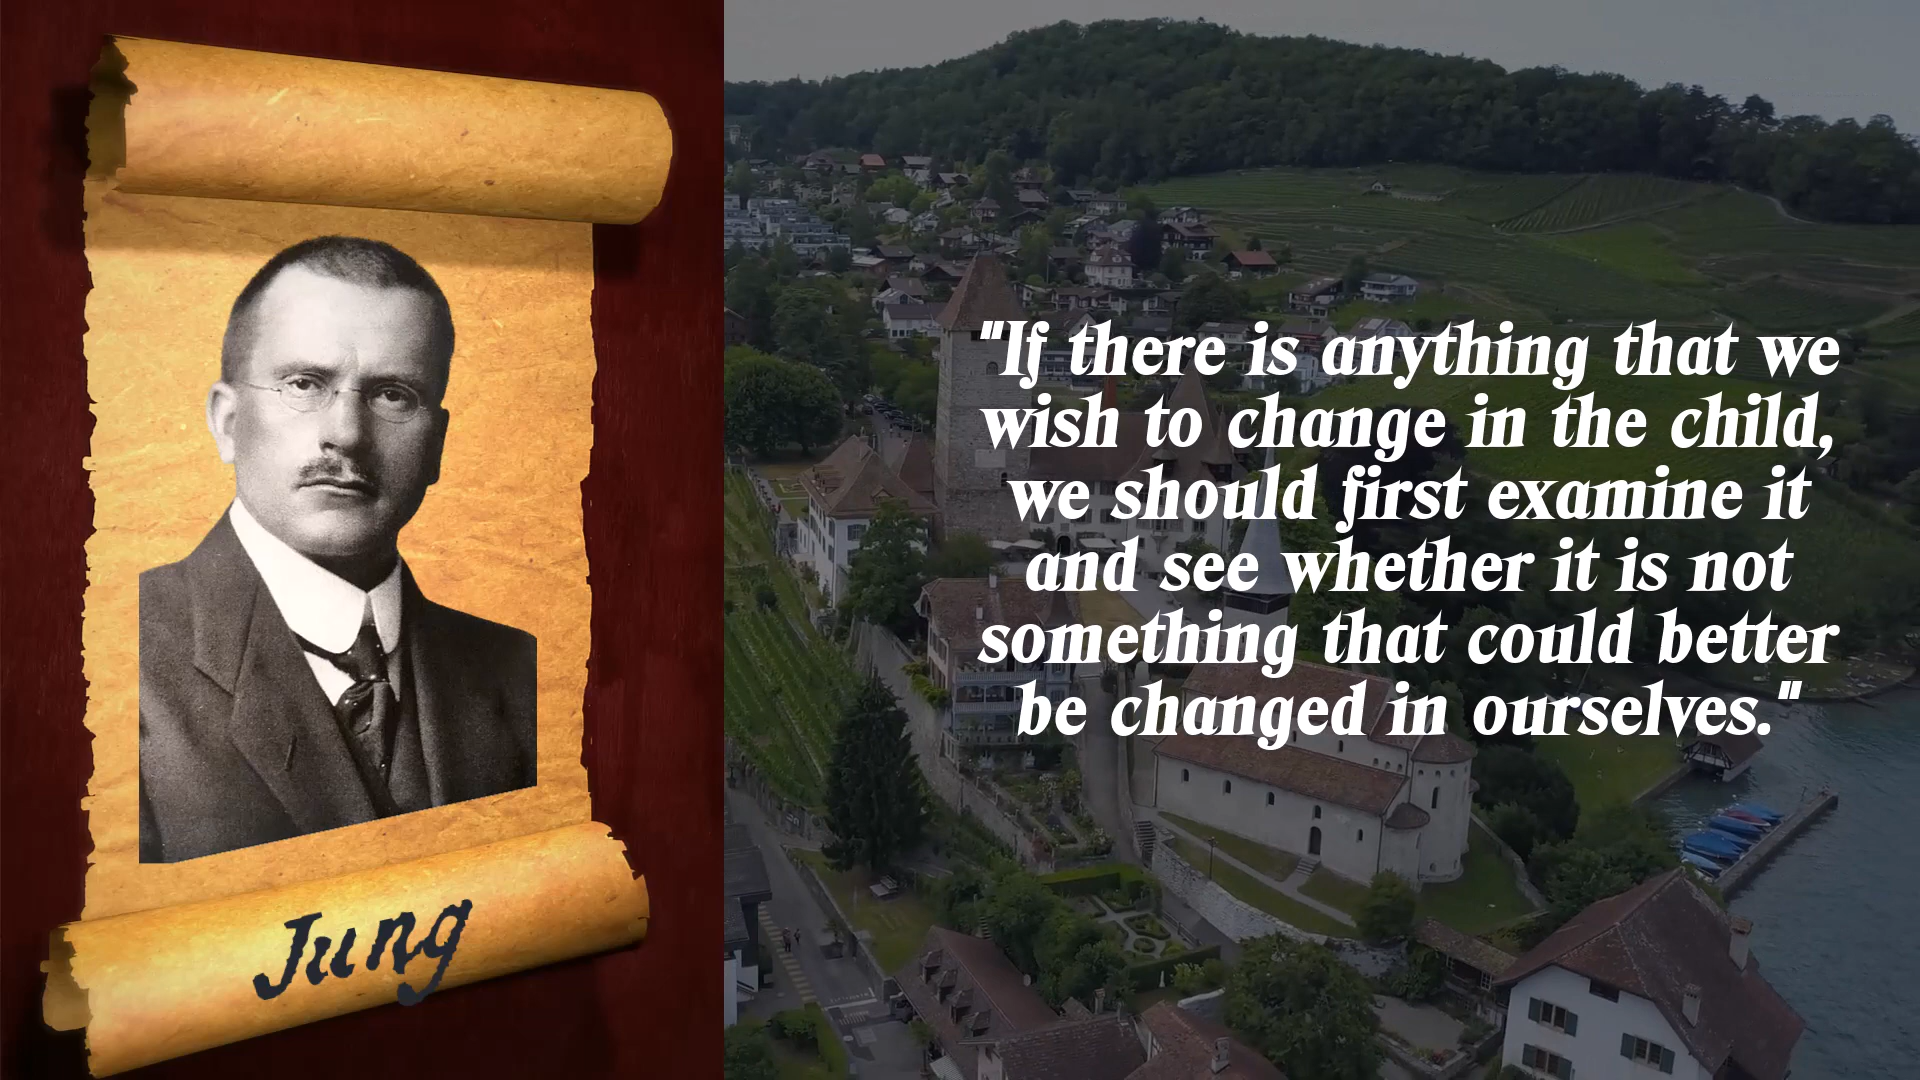 "If there is anything that we
wish to change in the child,
we should first examine it
and see whether it is not
something that could better
be changed in ourselves."
Jung